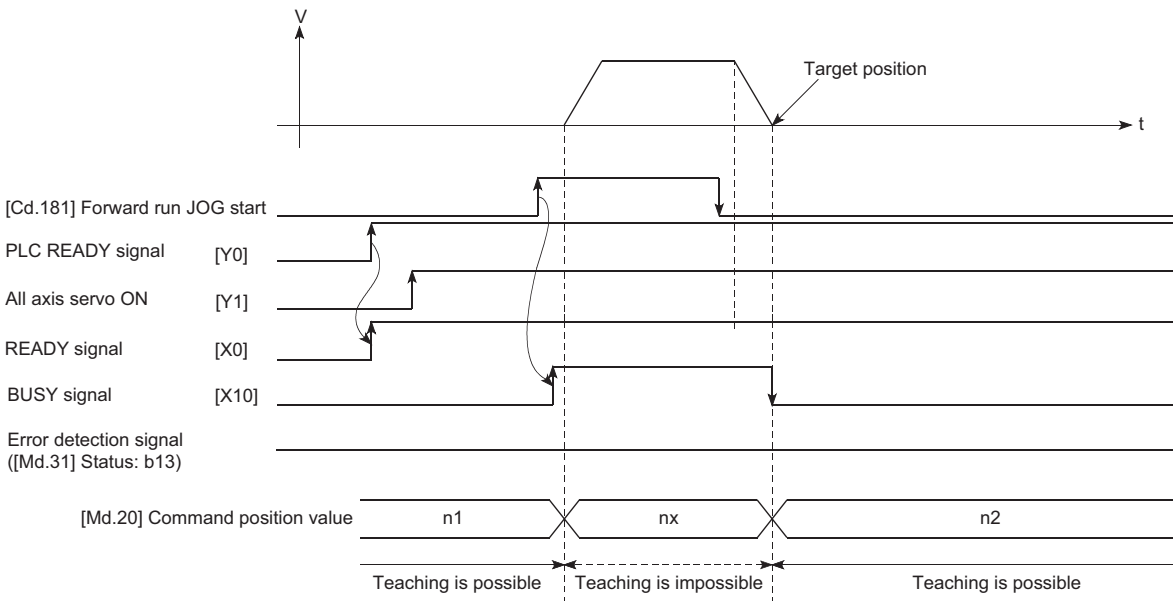 V
Target position
t
[Cd.181] Forward run JOG start
PLC READY signal [Y0]
All axis servo ON [Y1]
READY signal [X0]
BUSY signal [X10]
Error detection signal
([Md.31] Status: b13)
[Md.20] Command position value n1 nx n2
Teaching is possible Teaching is impossible Teaching is possible